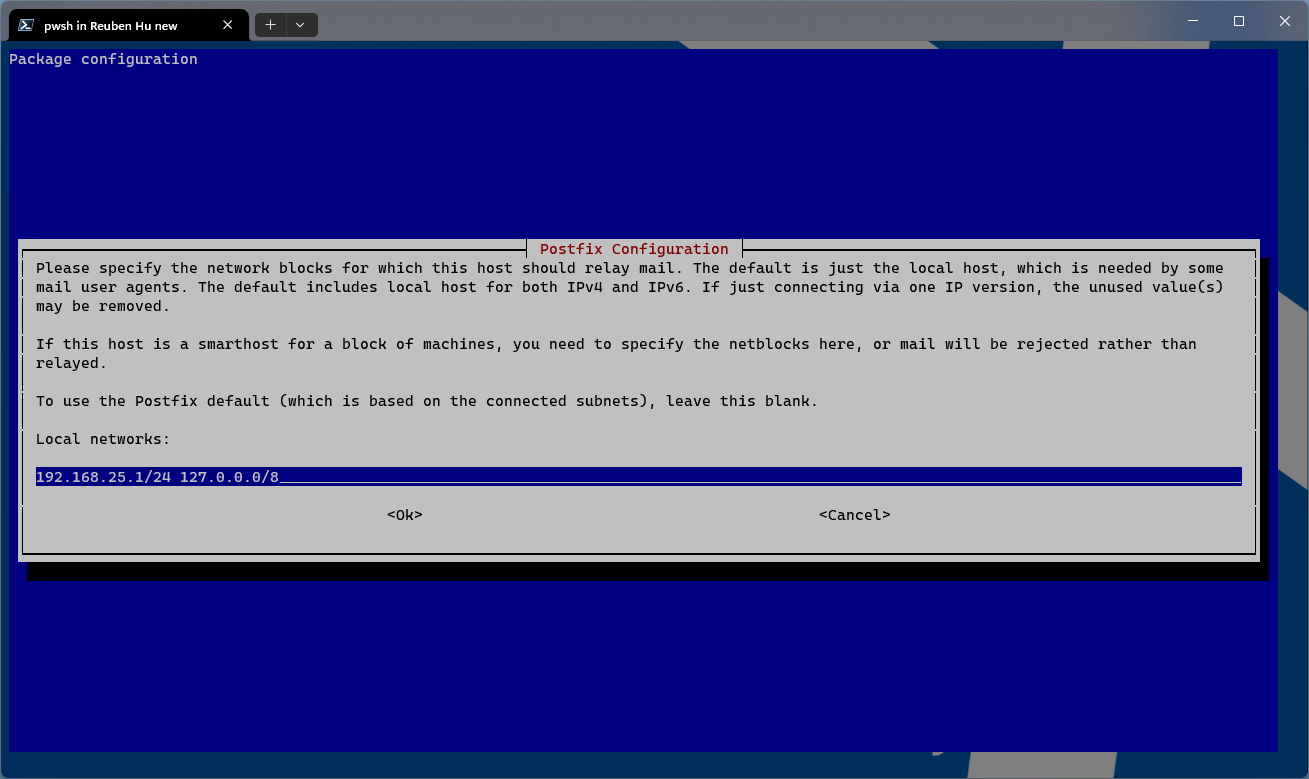 pwsh in Reuben Hu new
Package configuration
Postfix Configuration
Please specify the network blocks for which this host should relay mail. The default is just the local host, which is needed by some
mail user agents. The default includes local host for both IPv4 and IPv6. If just connecting via one IP version, the unused value(s)
may be removed.
If this host is a smarthost for a block of machines, you need to specify the netblocks here, or mail will be rejected rather than
relayed.
To use the Postfix default (which is based on the connected subnets), leave this blank.
Local networks:
192.168.25.1/24 127.0.0.0/8
<Ok> <Cancel>